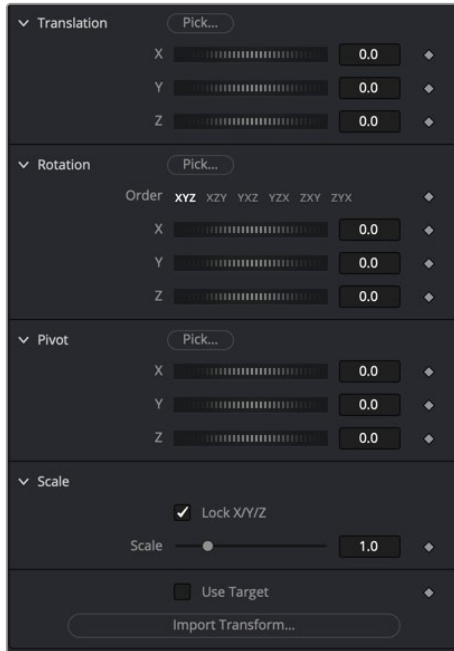 Translation Pick...
X 0.0
Y 0.0
Z 0.0
Rotation Pick...
Order XYZ XZY YXZ YZX ZXY ZYX
X 0.0
Y 0.0
Z 0.0
Pivot Pick...
X 0.0
Y 0.0
Z 0.0
Scale
Lock X/Y/Z
Scale 1.0
Use Target
Import Transform...